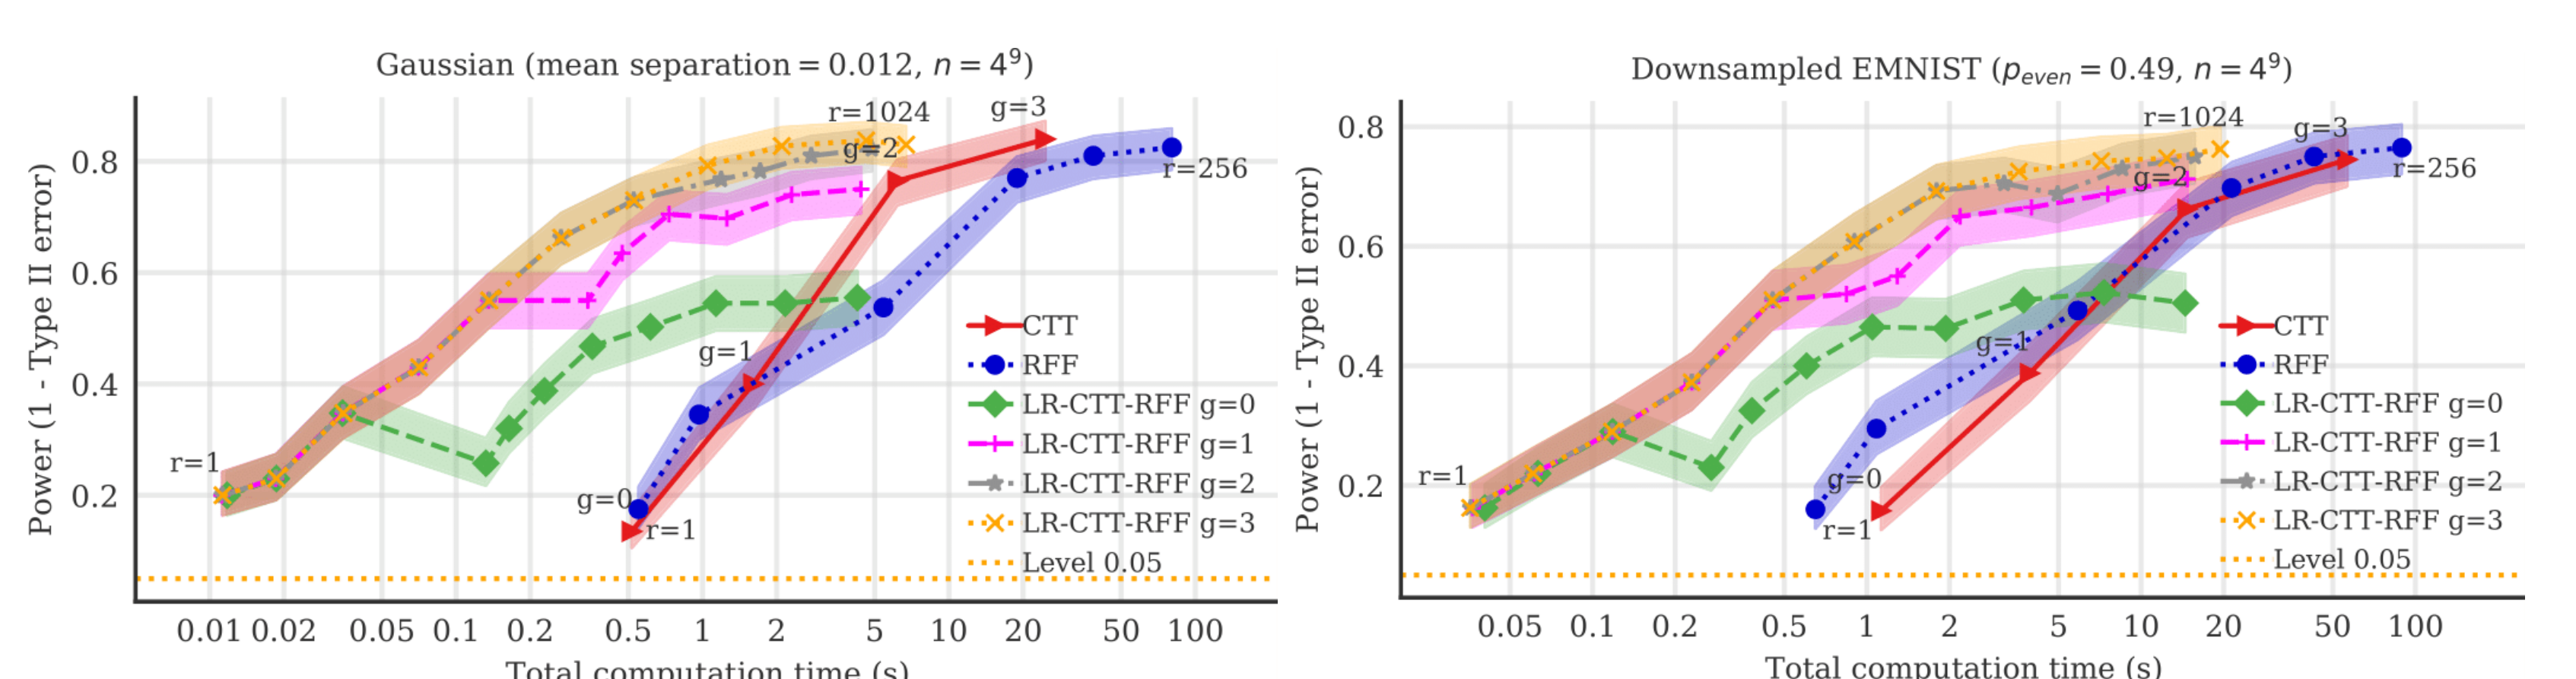 Gaussian (mean separation = 0.012, n = 4⁹)
Power (1 - Type II error)
0.8
0.6
0.4
0.2
r=1
g=0
r=1
g=1
g=2
r=1024
g=3
r=256
CTT
RFF
LR-CTT-RFF g=0
LR-CTT-RFF g=1
LR-CTT-RFF g=2
LR-CTT-RFF g=3
Level 0.05
0.01 0.02 0.05 0.1 0.2 0.5 1 2 5 10 20 50 100
Total computation time (s)
Downsampled EMNIST (p_even = 0.49, n = 4⁹)
Power (1 - Type II error)
0.8
0.6
0.4
0.2
r=1
g=0
r=1
g=1
g=2
r=1024
g=3
r=256
CTT
RFF
LR-CTT-RFF g=0
LR-CTT-RFF g=1
LR-CTT-RFF g=2
LR-CTT-RFF g=3
Level 0.05
0.05 0.1 0.2 0.5 1 2 5 10 20 50 100
Total computation time (s)